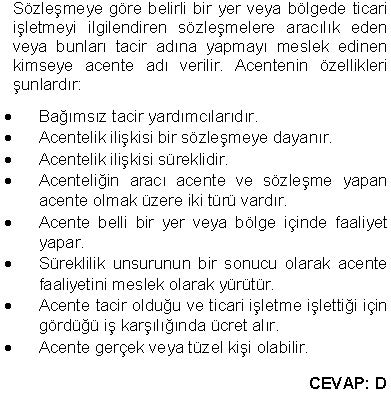 Sözleşmeye göre belirli bir yer veya bölgede ticari
işletmeyi ilgilendiren sözleşmelere aracılık eden
veya bunları tacir adına yapmayı meslek edinen
kimseye acente adı verilir. Acentenin özellikleri
şunlardır:
• Bağımsız tacir yardımcılarıdır.
• Acentelik ilişkisi bir sözleşmeye dayanır.
• Acentelik ilişkisi süreklidir.
• Acenteliğin aracı acente ve sözleşme yapan
acente olmak üzere iki türü vardır.
• Acente belli bir yer veya bölge içinde faaliyet
yapar.
• Süreklilik unsurunun bir sonucu olarak acente
faaliyetini meslek olarak yürütür.
• Acente tacir olduğu ve ticari işletme işlettiği için
gördüğü iş karşılığında ücret alır.
• Acente gerçek veya tüzel kişi olabilir.
CEVAP: D